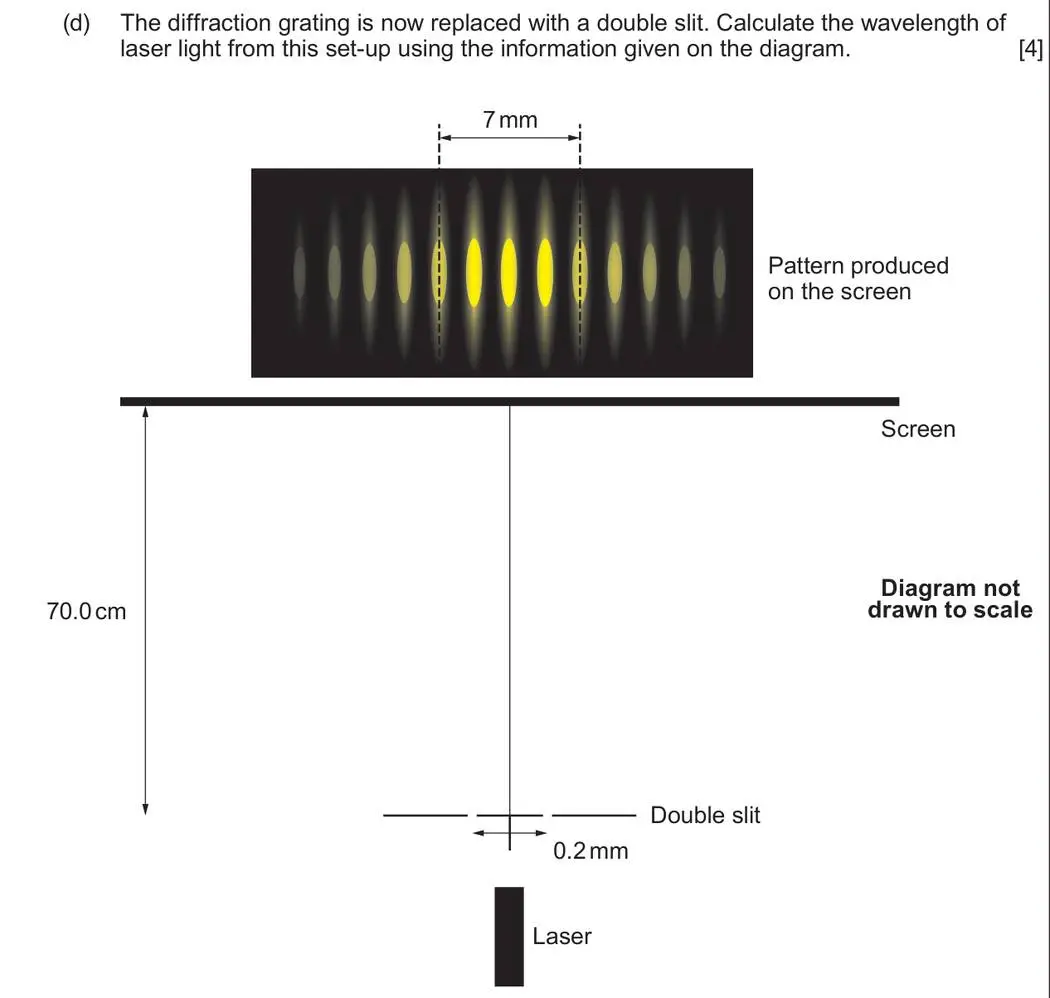 (d) The diffraction grating is now replaced with a double slit. Calculate the wavelength of
laser light from this set-up using the information given on the diagram. [4]
7 mm
Pattern produced
on the screen
Screen
Diagram not
drawn to scale
70.0 cm
Double slit
0.2 mm
Laser